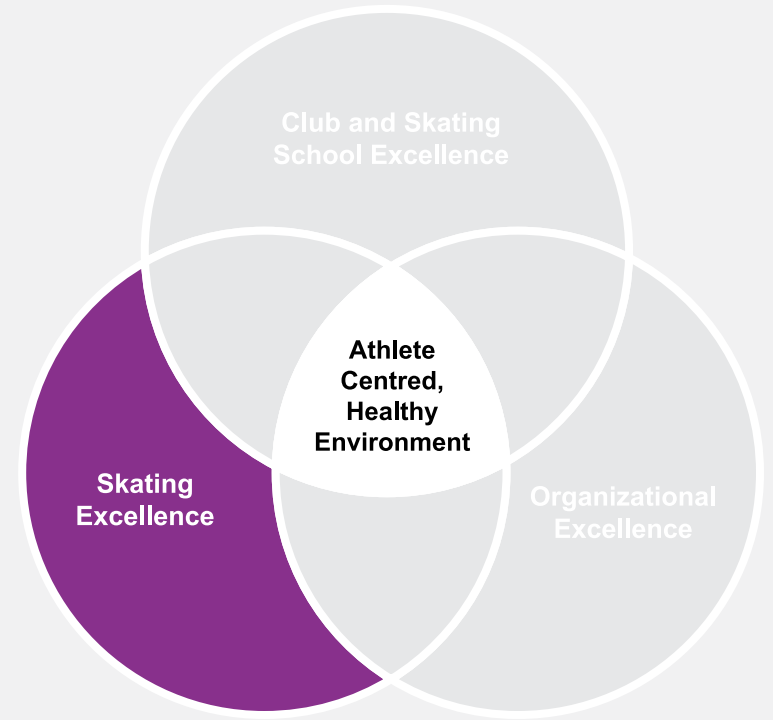 Club and Skating
School Excellence
Athlete
Centred,
Healthy
Environment
Skating
Excellence
Organizational
Excellence